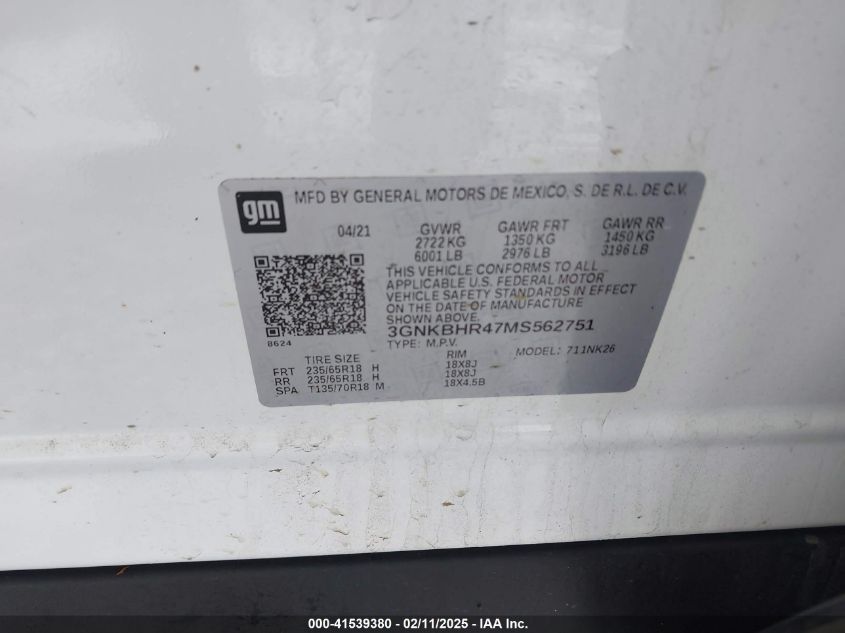 gm
MFD BY GENERAL MOTORS DE MEXICO, S. DE R.L. DE C.V.
04/21 GVWR GAWR FRT GAWR RR
2722 KG 1350 KG 1450 KG
6001 LB 2976 LB 3196 LB
THIS VEHICLE CONFORMS TO ALL
APPLICABLE U.S. FEDERAL MOTOR
VEHICLE SAFETY STANDARDS IN EFFECT
ON THE DATE OF MANUFACTURE
SHOWN ABOVE.
3GNKBHR47MS562751
8624
TYPE: M.P.V. MODEL: 711NK26
TIRE SIZE RIM
FRT 235/65R18 H 18X8J
RR 235/65R18 H 18X8J
SPA T135/70R18 M 18X4.5B
000-41539380 - 02/11/2025 - IAA Inc.